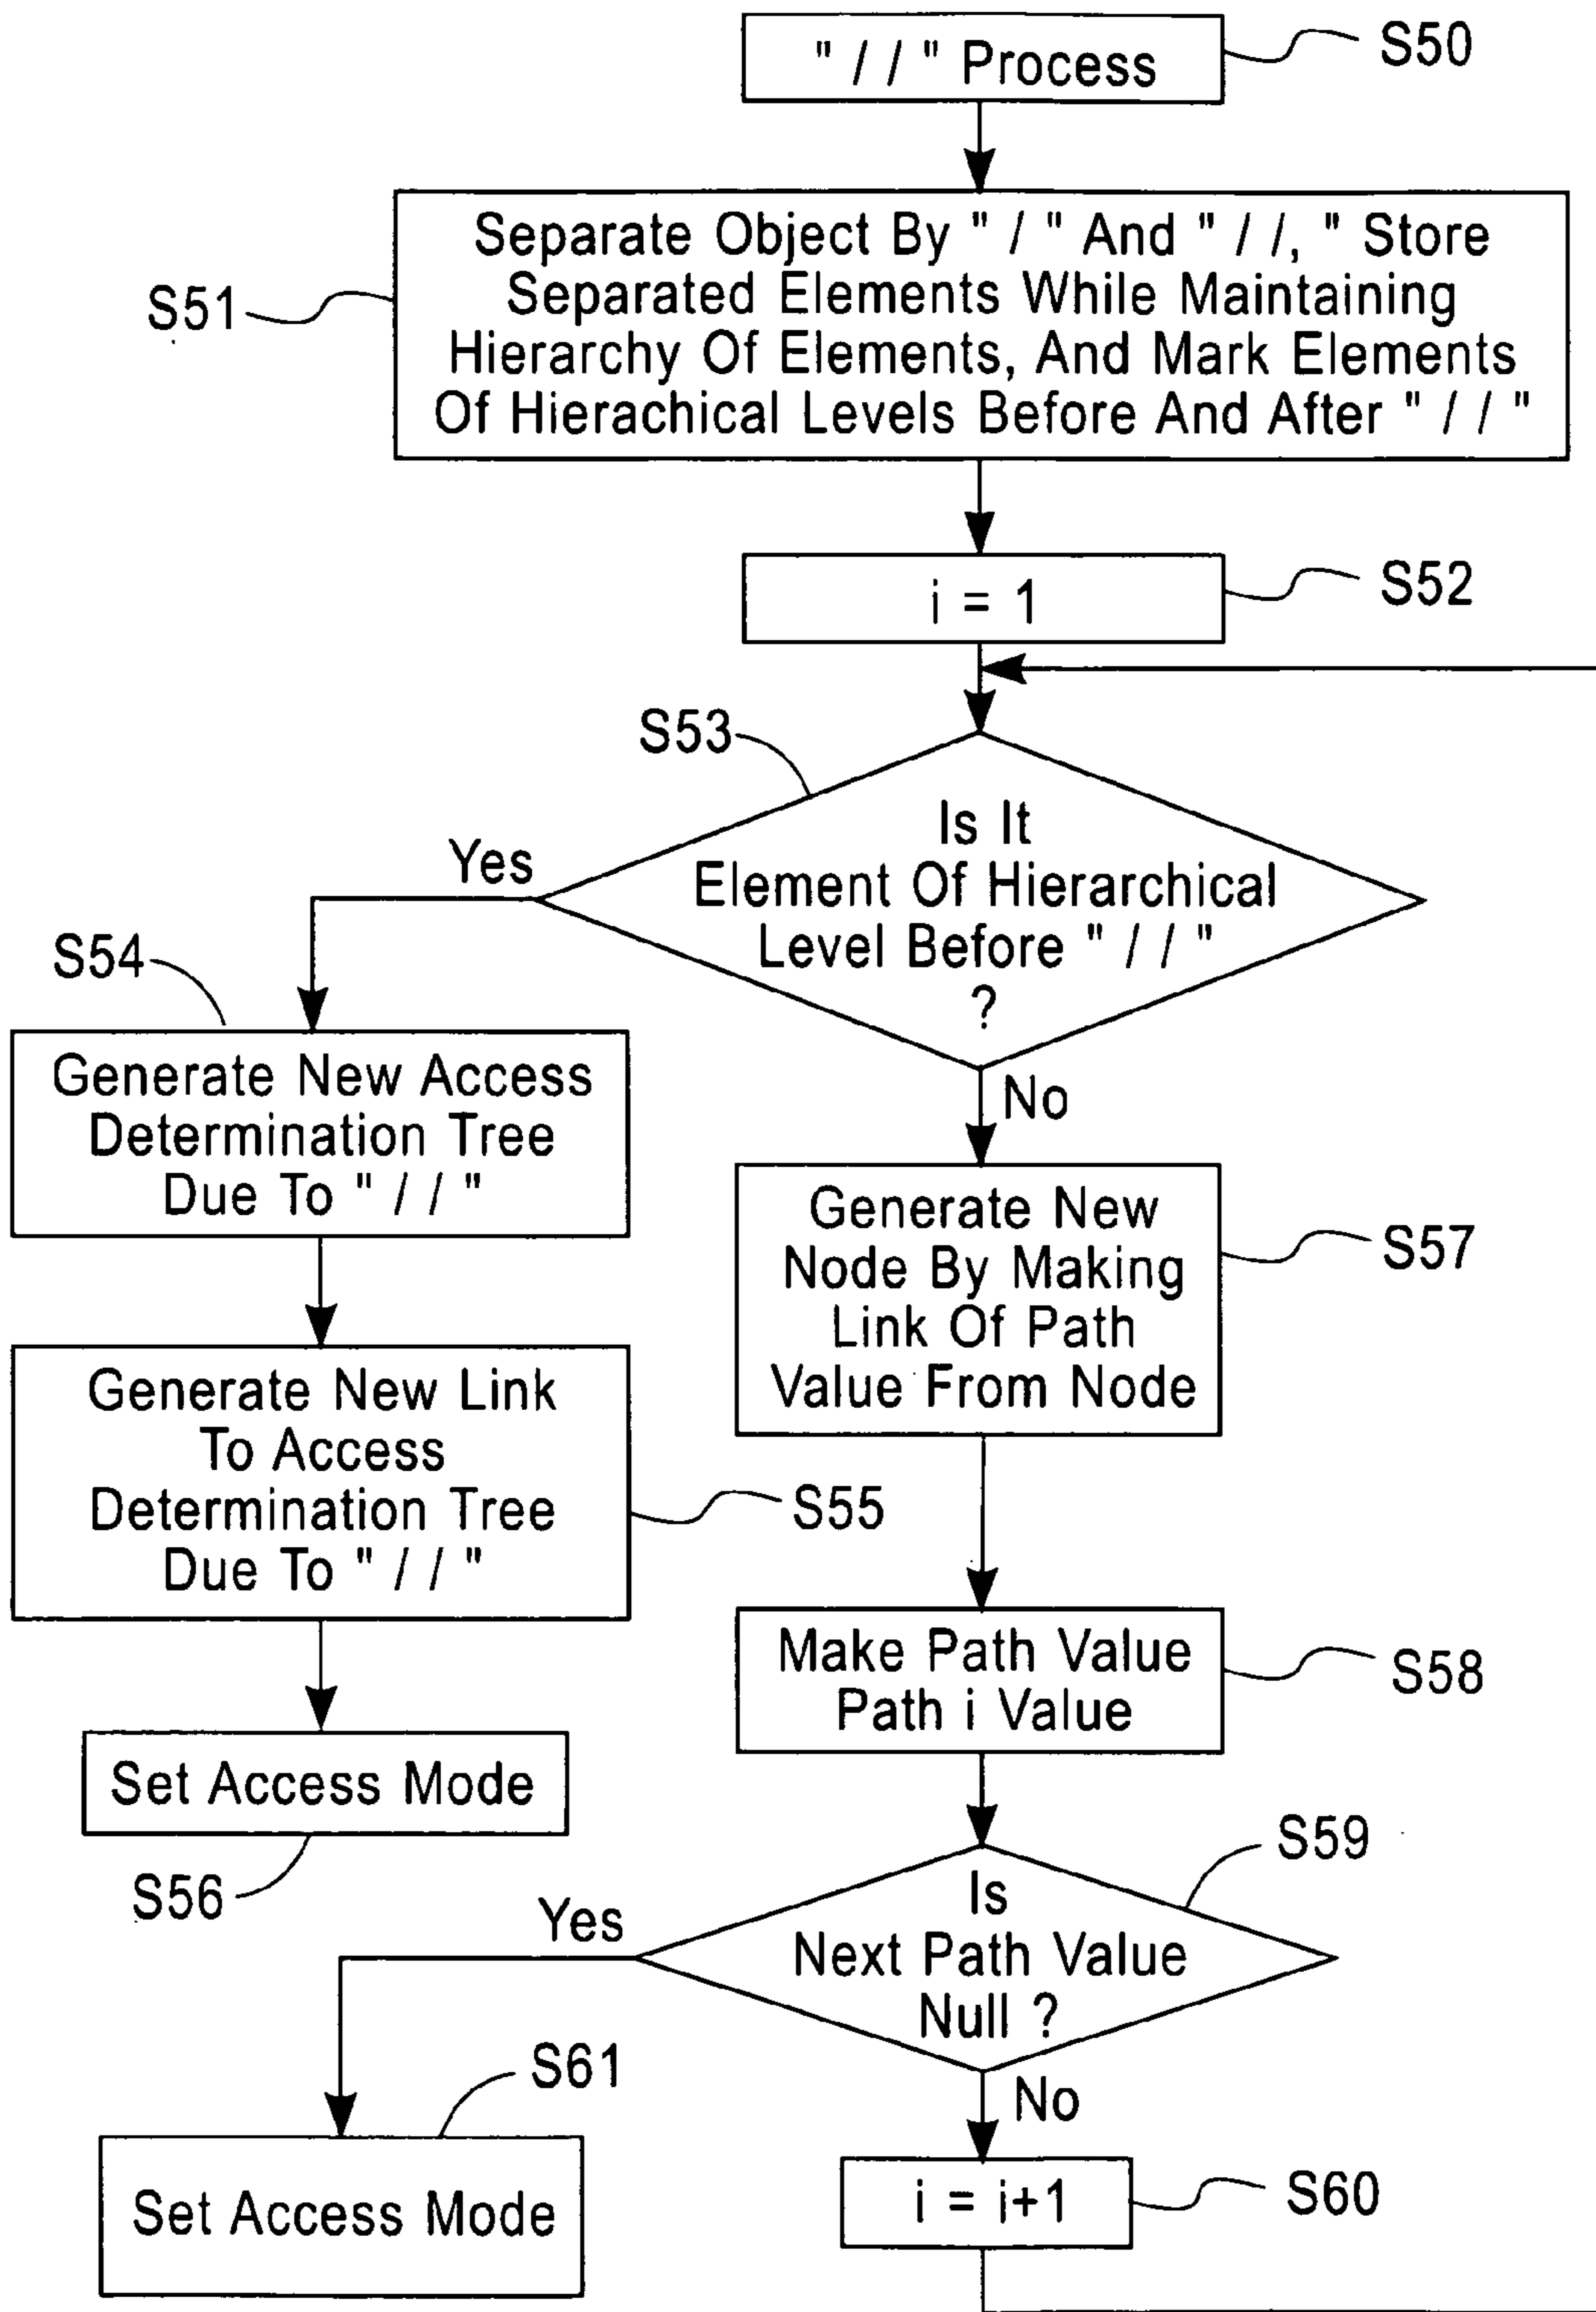 " / / " Process
S50
Separate Object By " / " And " / /, " Store
Separated Elements While Maintaining
Hierarchy Of Elements, And Mark Elements
Of Hierachical Levels Before And After " / / "
S51
i = 1
S52
S53
Is It
Element Of Hierarchical
Level Before " / / "
?
Yes
No
S54
Generate New Access
Determination Tree
Due To " / / "
Generate New
Node By Making
Link Of Path
Value From Node
S57
Generate New Link
To Access
Determination Tree
Due To " / / "
S55
Make Path Value
Path i Value
S58
Set Access Mode
S56
S59
Is
Next Path Value
Null ?
Yes
No
S61
Set Access Mode
i = i+1
S60